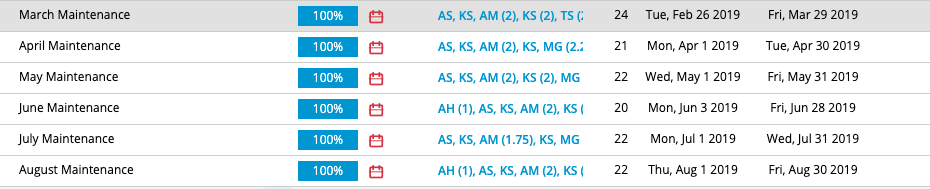 March Maintenance 100% AS, KS, AM (2), KS (2), TS ( 24 Tue, Feb 26 2019 Fri, Mar 29 2019
April Maintenance 100% AS, KS, AM (2), KS, MG (2.2 21 Mon, Apr 1 2019 Tue, Apr 30 2019
May Maintenance 100% AS, KS, AM (2), KS (2), MG 22 Wed, May 1 2019 Fri, May 31 2019
June Maintenance 100% AH (1), AS, KS, AM (2), KS ( 20 Mon, Jun 3 2019 Fri, Jun 28 2019
July Maintenance 100% AS, KS, AM (1.75), KS, MG 22 Mon, Jul 1 2019 Wed, Jul 31 2019
August Maintenance 100% AH (1), AS, KS, AM (2), KS ( 22 Thu, Aug 1 2019 Fri, Aug 30 2019